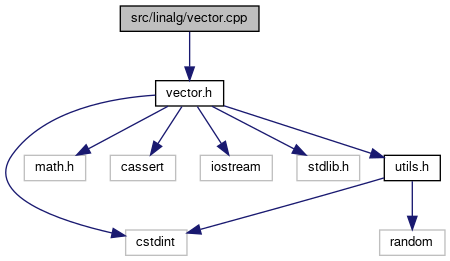 src/linalg/vector.cpp
vector.h
math.h
cassert
iostream
stdlib.h
utils.h
cstdint
random